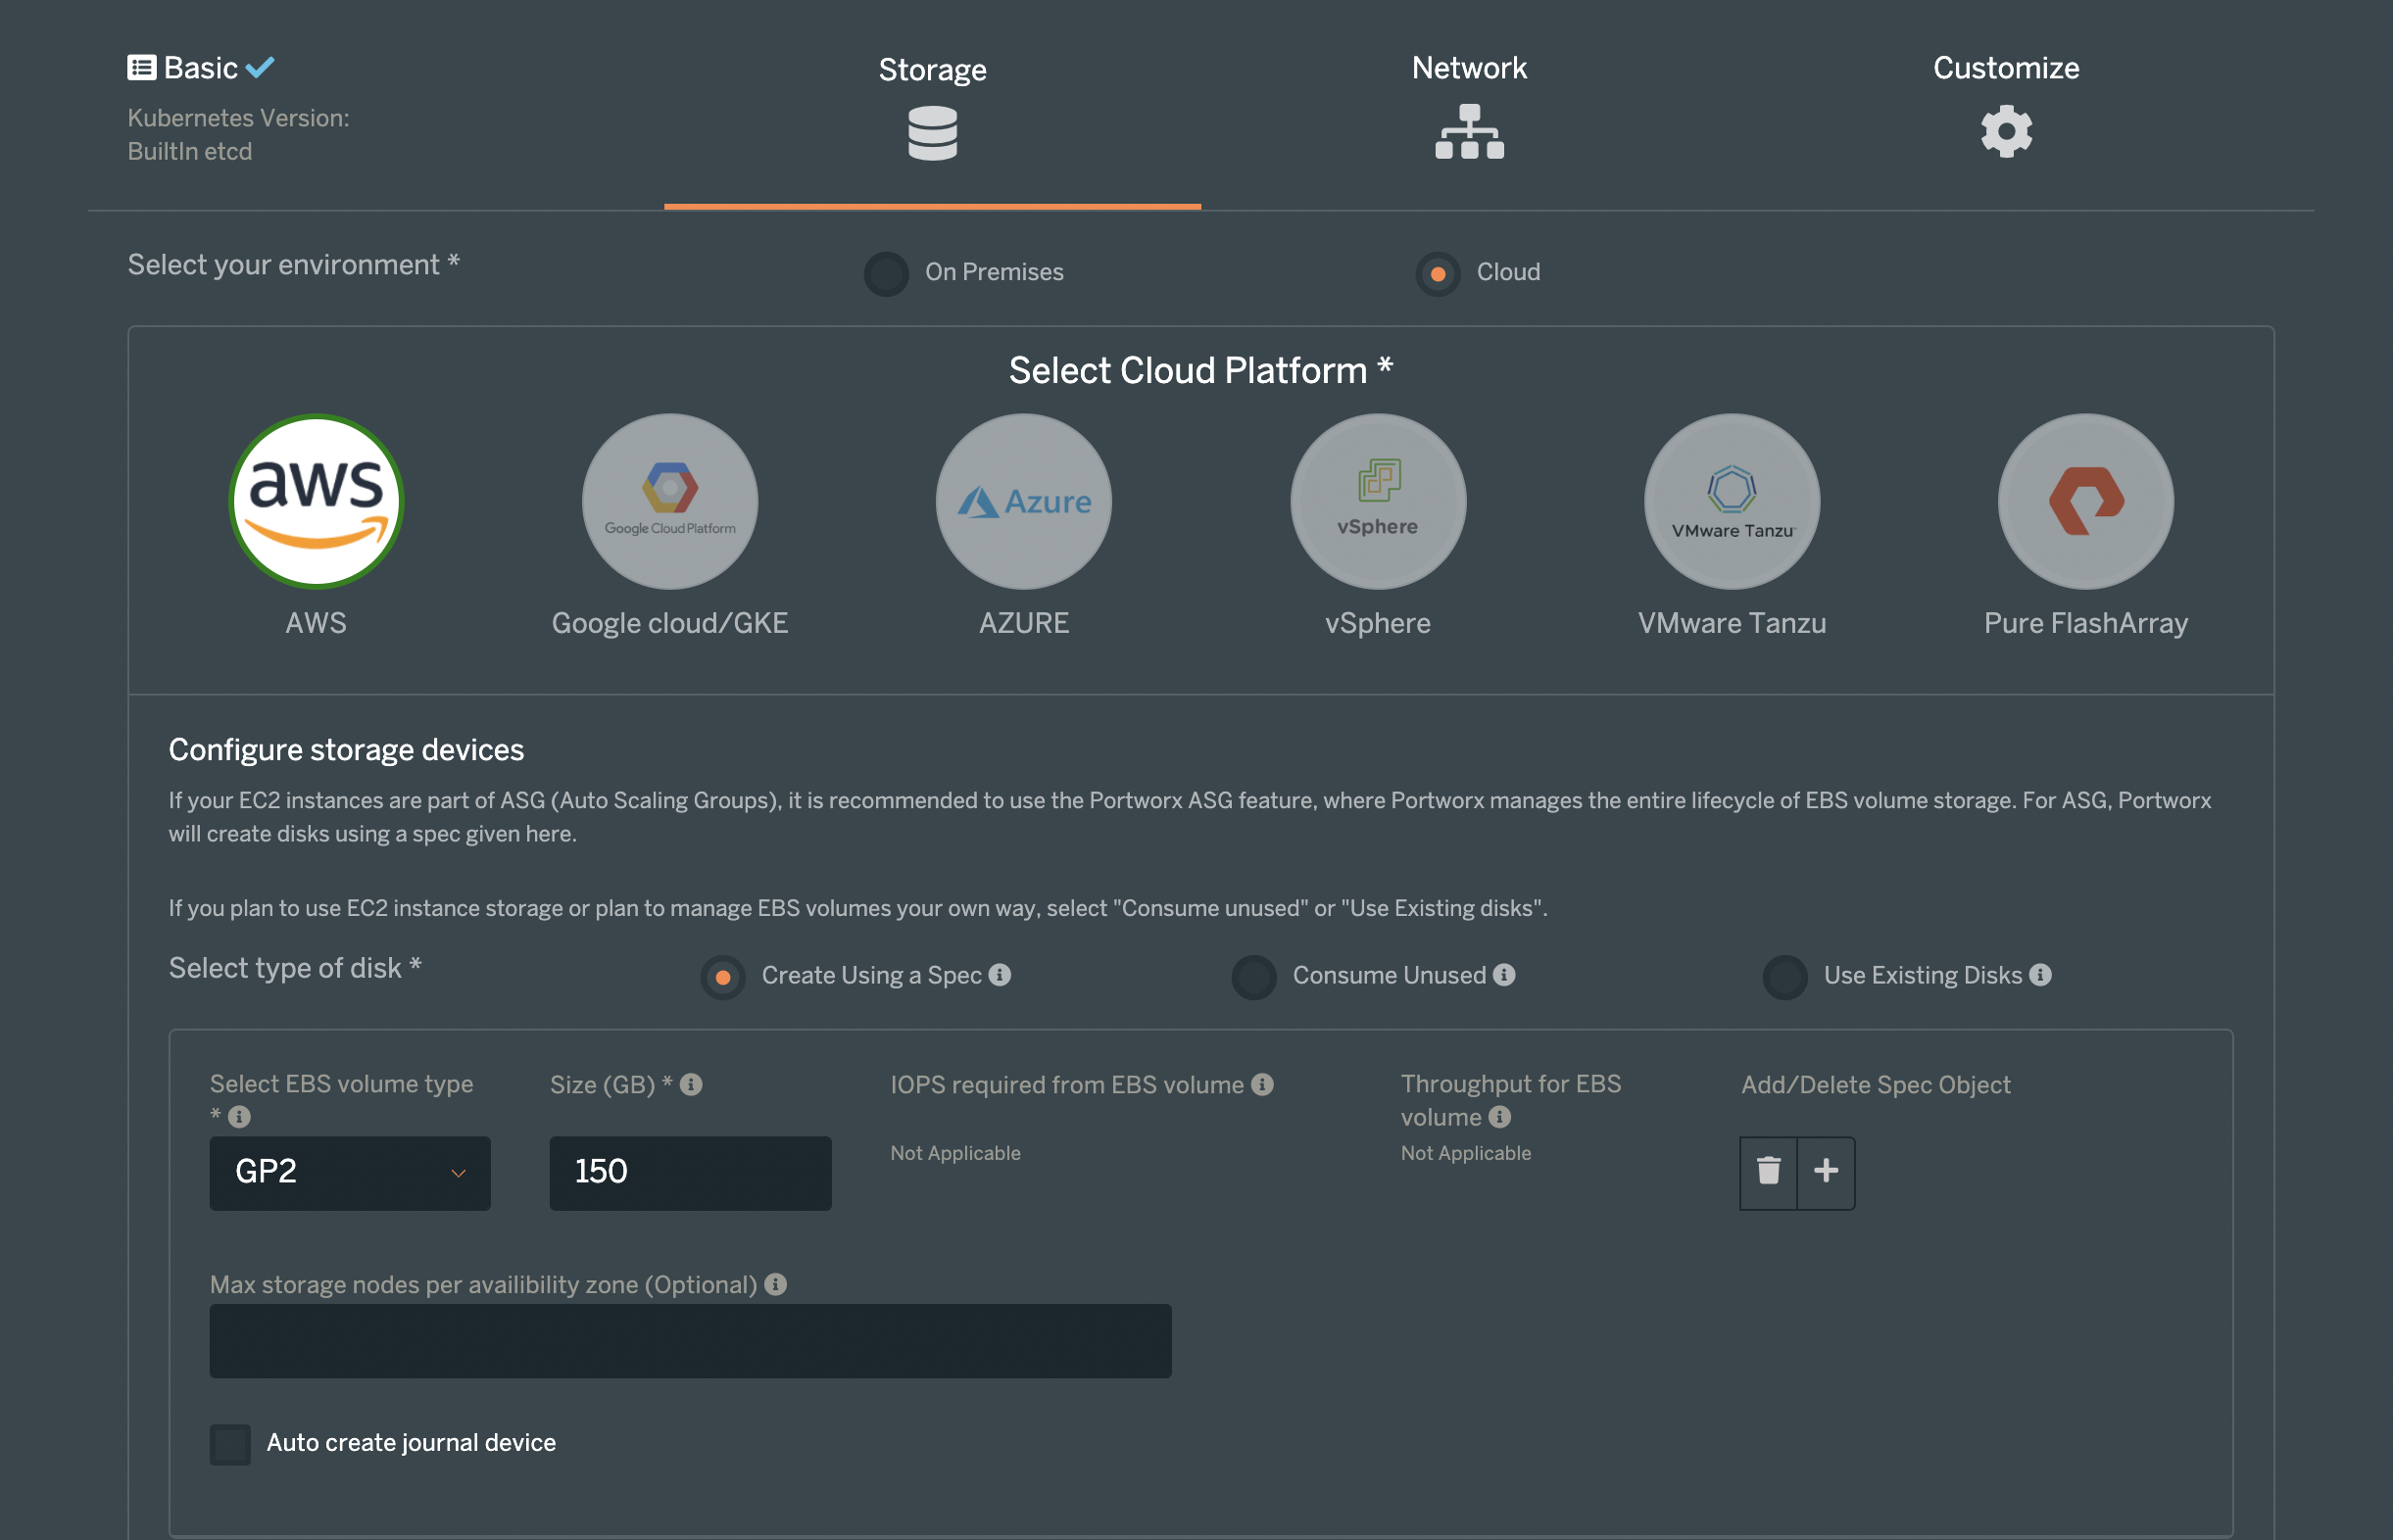 Basic
Kubernetes Version:
BuiltIn etcd
Storage
Network
Customize
Select your environment *
On Premises
Cloud
Select Cloud Platform *
aws
Google Cloud Platform
Azure
vSphere
VMware Tanzu
AWS
Google cloud/GKE
AZURE
vSphere
VMware Tanzu
Pure FlashArray
Configure storage devices
If your EC2 instances are part of ASG (Auto Scaling Groups), it is recommended to use the Portworx ASG feature, where Portworx manages the entire lifecycle of EBS volume storage. For ASG, Portworx
will create disks using a spec given here.
If you plan to use EC2 instance storage or plan to manage EBS volumes your own way, select "Consume unused" or "Use Existing disks".
Select type of disk *
Create Using a Spec
Consume Unused
Use Existing Disks
Select EBS volume type
*
Size (GB) *
IOPS required from EBS volume
Throughput for EBS
volume
Add/Delete Spec Object
GP2
150
Not Applicable
Not Applicable
Max storage nodes per availibility zone (Optional)
Auto create journal device